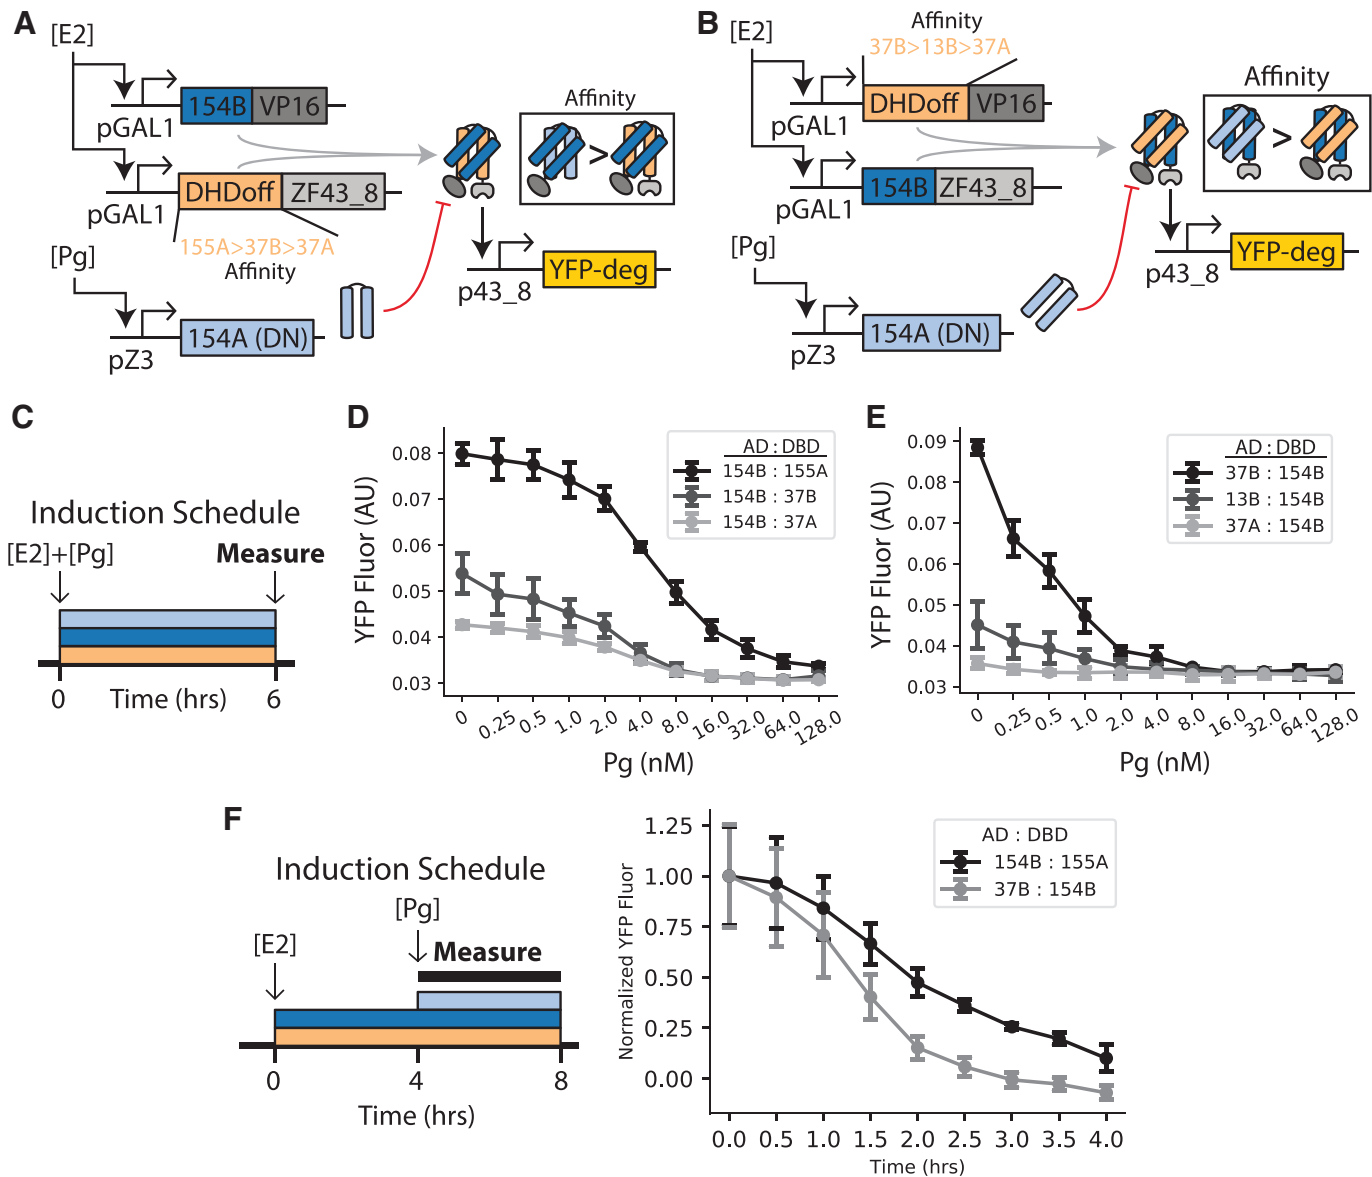 A
[E2]
154B VP16
pGAL1
DHDoff ZF43_8
pGAL1
155A>37B>37A
Affinity
[Pg]
154A (DN)
pZ3
Affinity
>
YFP-deg
p43_8
B
[E2]
Affinity
37B>13B>37A
DHDoff VP16
pGAL1
154B ZF43_8
pGAL1
[Pg]
154A (DN)
pZ3
Affinity
>
YFP-deg
p43_8
C
Induction Schedule
[E2]+[Pg] Measure
0 Time (hrs) 6
D
YFP Fluor (AU)
0.08
0.07
0.06
0.05
0.04
0.03
AD : DBD
154B : 155A
154B : 37B
154B : 37A
0 0.25 0.5 1.0 2.0 4.0 8.0 16.0 32.0 64.0 128.0
Pg (nM)
E
YFP Fluor (AU)
0.09
0.08
0.07
0.06
0.05
0.04
0.03
AD : DBD
37B : 154B
13B : 154B
37A : 154B
0 0.25 0.5 1.0 2.0 4.0 8.0 16.0 32.0 64.0 128.0
Pg (nM)
F
Induction Schedule
[Pg]
[E2] Measure
0 4 8
Time (hrs)
Normalized YFP Fluor
1.25
1.00
0.75
0.50
0.25
0.00
AD : DBD
154B : 155A
37B : 154B
0.0 0.5 1.0 1.5 2.0 2.5 3.0 3.5 4.0
Time (hrs)